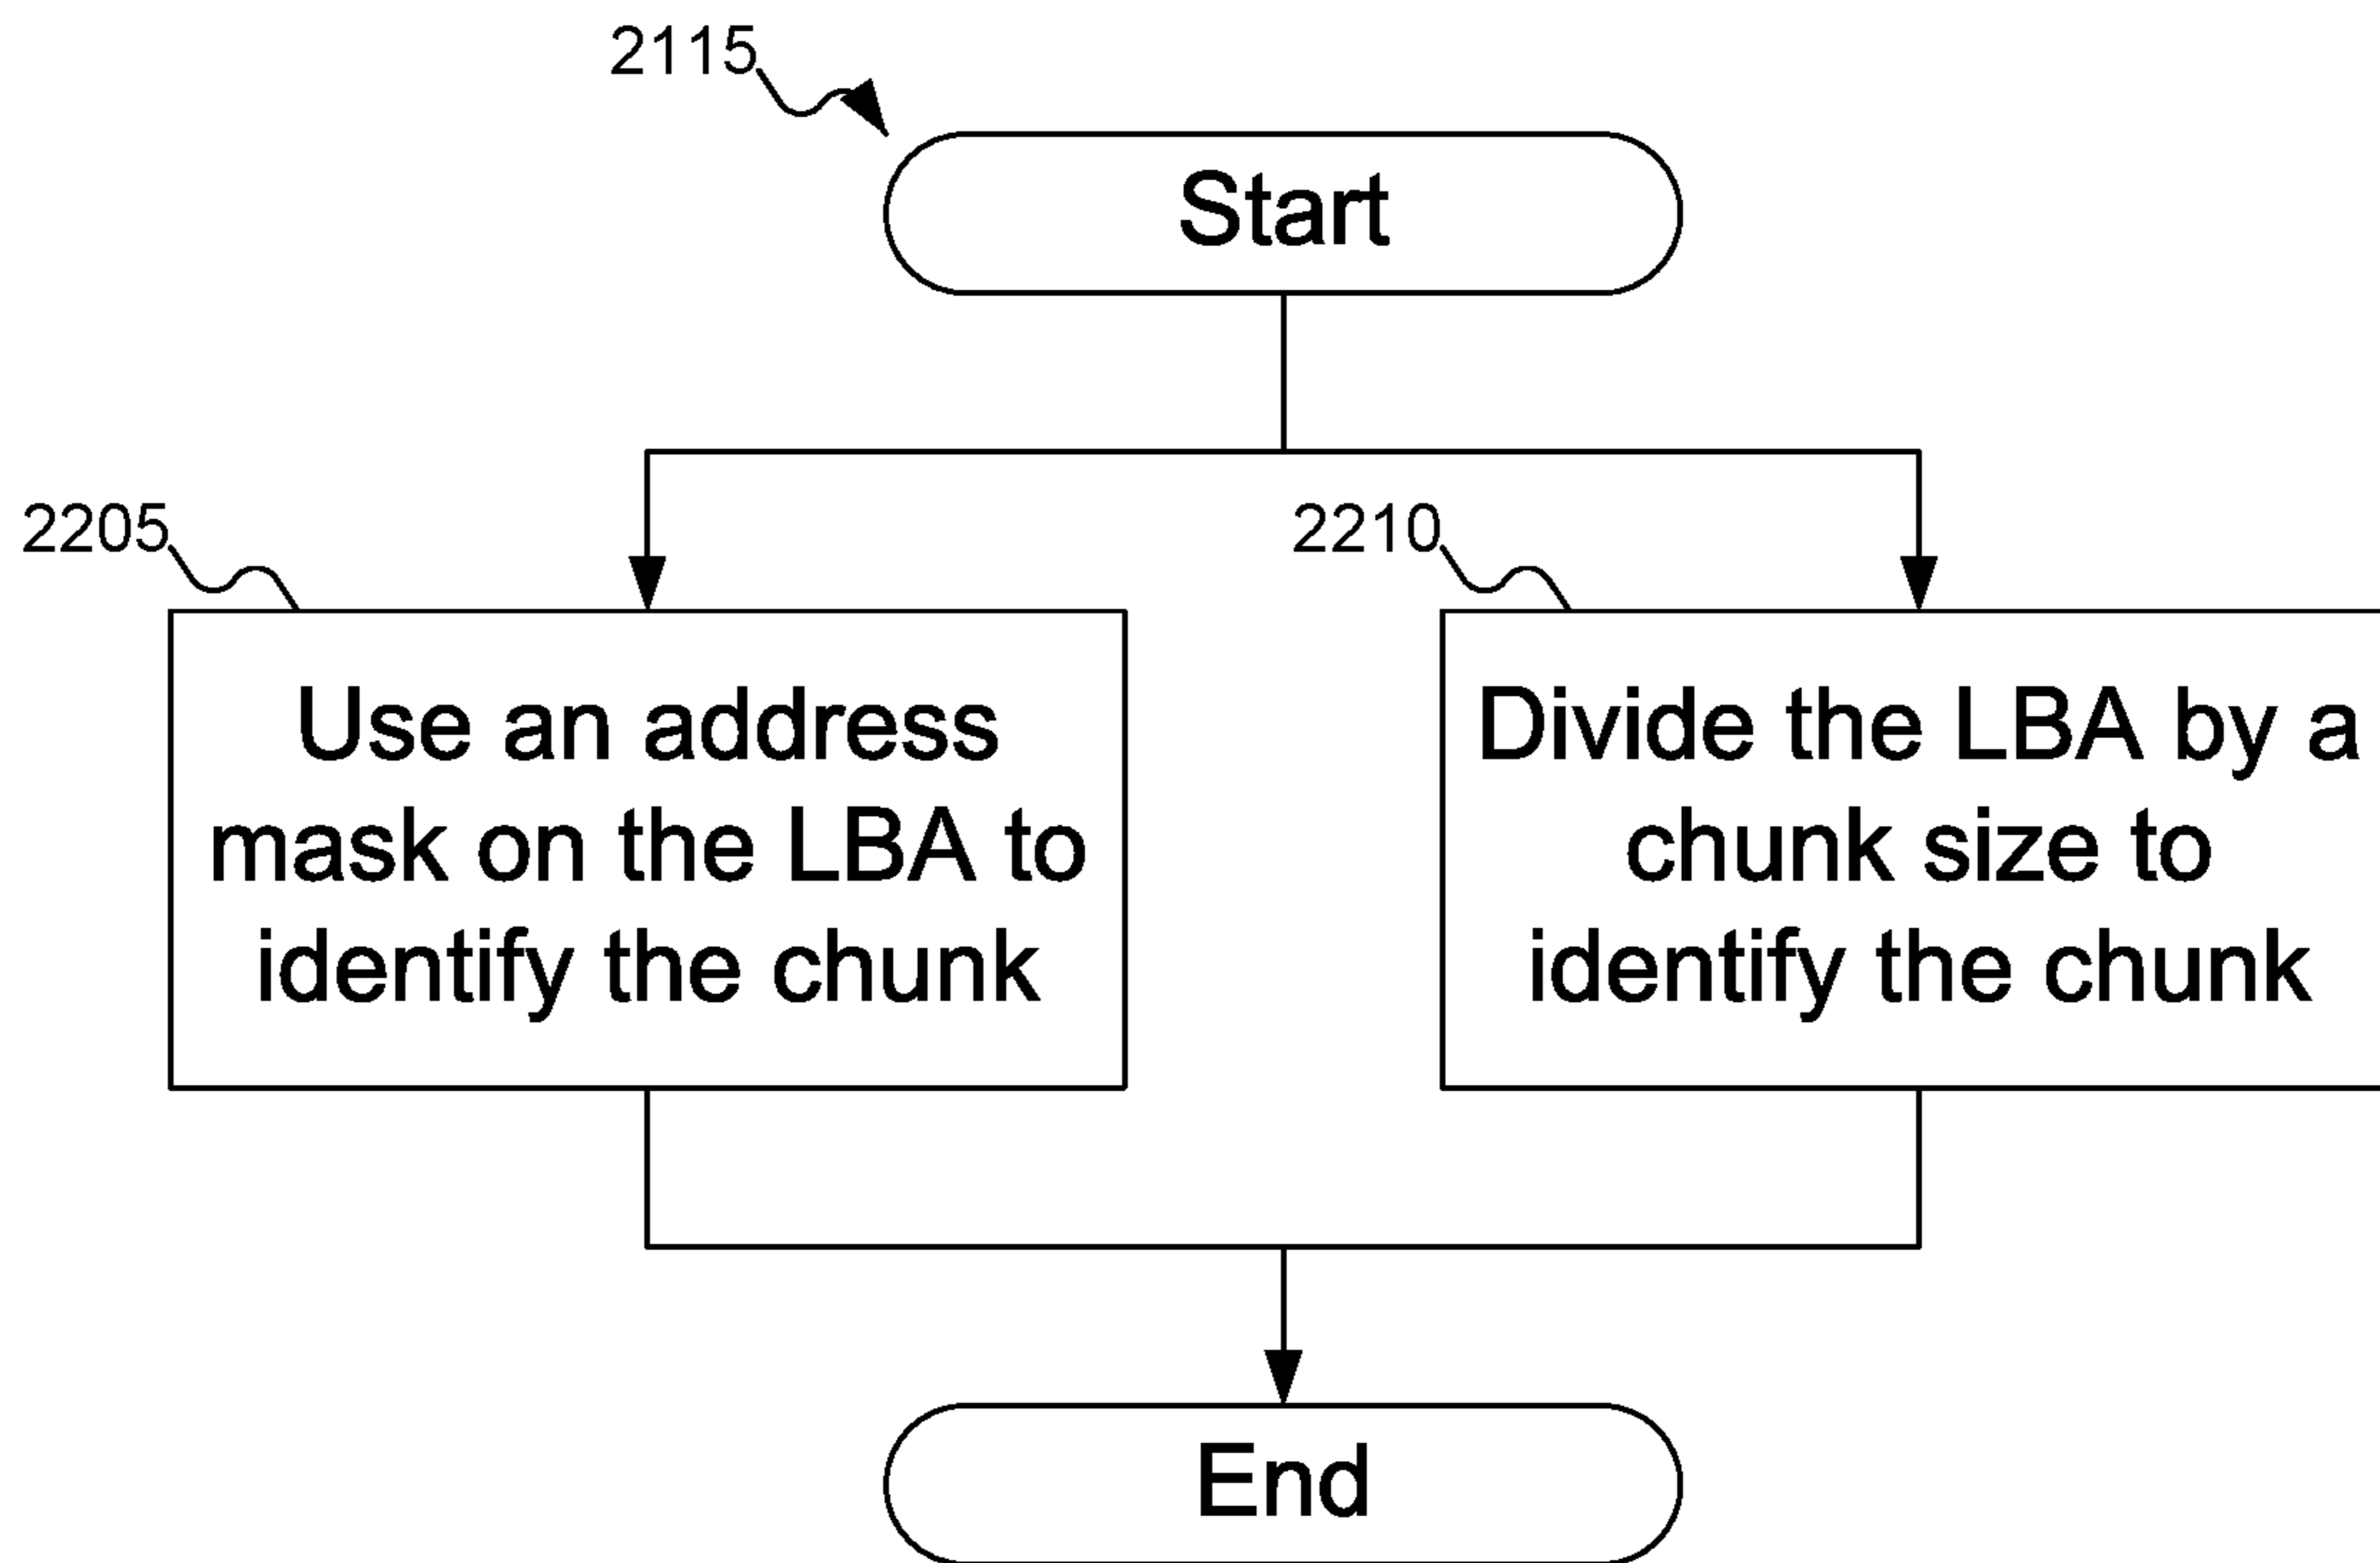 2115
Start
2205
2210
Use an address
mask on the LBA to
identify the chunk
Divide the LBA by a
chunk size to
identify the chunk
End